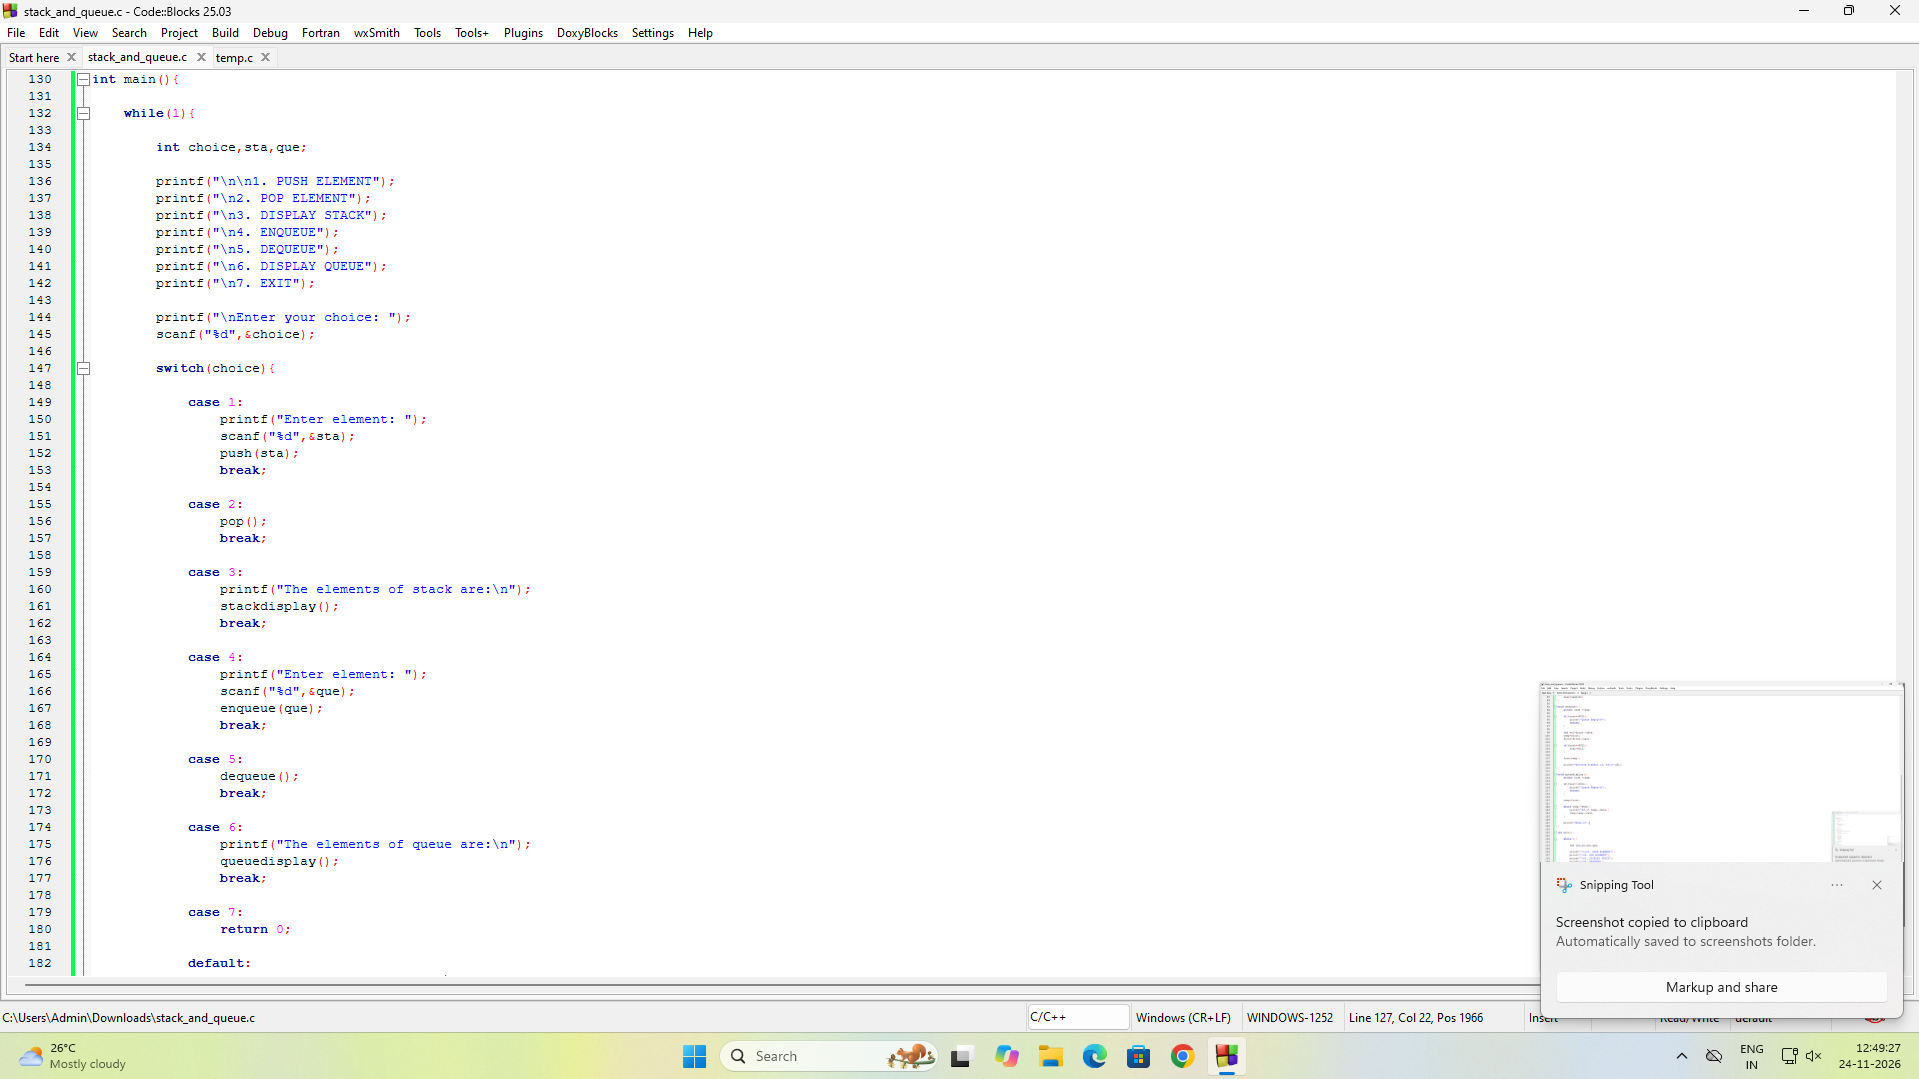 stack_and_queue.c - Code::Blocks 25.03
File Edit View Search Project Build Debug Fortran wxSmith Tools Tools+ Plugins DoxyBlocks Settings Help
Start here stack_and_queue.c temp.c
130 int main(){
131
132 while(1){
133
134 int choice,sta,que;
135
136 printf("\n\n1. PUSH ELEMENT");
137 printf("\n2. POP ELEMENT");
138 printf("\n3. DISPLAY STACK");
139 printf("\n4. ENQUEUE");
140 printf("\n5. DEQUEUE");
141 printf("\n6. DISPLAY QUEUE");
142 printf("\n7. EXIT");
143
144 printf("\nEnter your choice: ");
145 scanf("%d",&choice);
146
147 switch(choice){
148
149 case 1:
150 printf("Enter element: ");
151 scanf("%d",&sta);
152 push(sta);
153 break;
154
155 case 2:
156 pop();
157 break;
158
159 case 3:
160 printf("The elements of stack are:\n");
161 stackdisplay();
162 break;
163
164 case 4:
165 printf("Enter element: ");
166 scanf("%d",&que);
167 enqueue(que);
168 break;
169
170 case 5:
171 dequeue();
172 break;
173
174 case 6:
175 printf("The elements of queue are:\n");
176 queuedisplay();
177 break;
178
179 case 7:
180 return 0;
181
182 default:
Snipping Tool
Screenshot copied to clipboard
Automatically saved to screenshots folder.
Markup and share
C:\Users\Admin\Downloads\stack_and_queue.c C/C++ Windows (CR+LF) WINDOWS-1252 Line 127, Col 22, Pos 1966 Insert Read/Write default
26°C
Mostly cloudy
Search
ENG
IN
12:49:27
24-11-2026